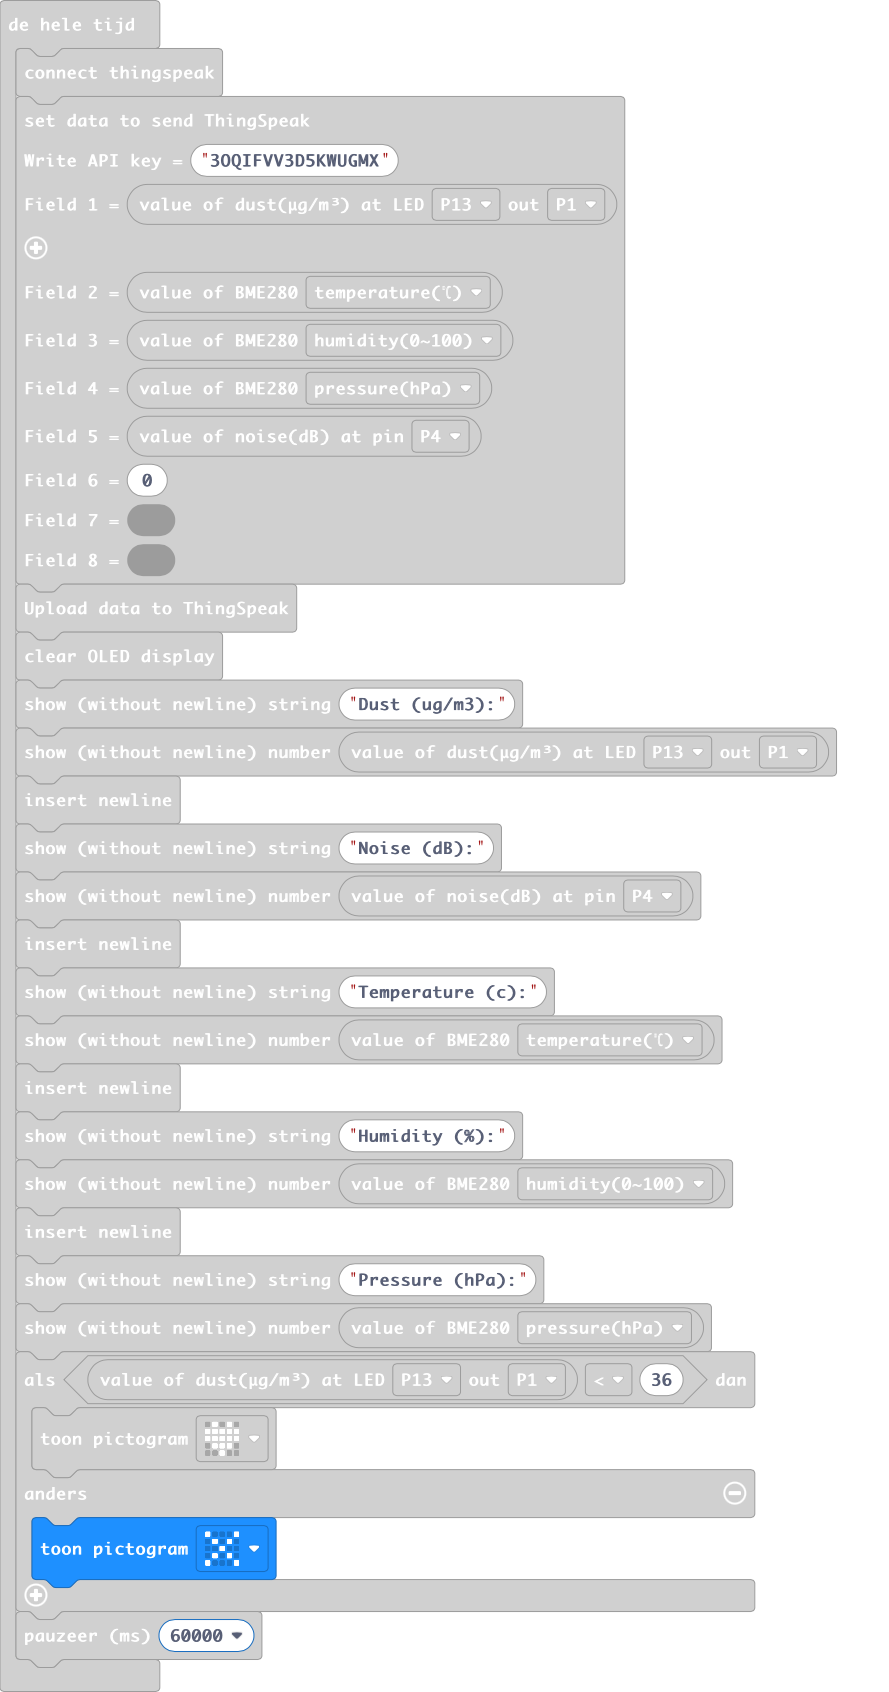 de hele tijd
connect thingspeak
set data to send ThingSpeak
Write API key = "3OQIFVV3D5KWUGMX"
Field 1 = value of dust(μg/m³) at LED P13 out P1
Field 2 = value of BME280 temperature(℃)
Field 3 = value of BME280 humidity(0~100)
Field 4 = value of BME280 pressure(hPa)
Field 5 = value of noise(dB) at pin P4
Field 6 = 0
Field 7 =
Field 8 =
Upload data to ThingSpeak
clear OLED display
show (without newline) string "Dust (ug/m3):"
show (without newline) number value of dust(μg/m³) at LED P13 out P1
insert newline
show (without newline) string "Noise (dB):"
show (without newline) number value of noise(dB) at pin P4
insert newline
show (without newline) string "Temperature (c):"
show (without newline) number value of BME280 temperature(℃)
insert newline
show (without newline) string "Humidity (%):"
show (without newline) number value of BME280 humidity(0~100)
insert newline
show (without newline) string "Pressure (hPa):"
show (without newline) number value of BME280 pressure(hPa)
als value of dust(μg/m³) at LED P13 out P1 < 36 dan
toon pictogram
anders
toon pictogram
pauzeer (ms) 60000